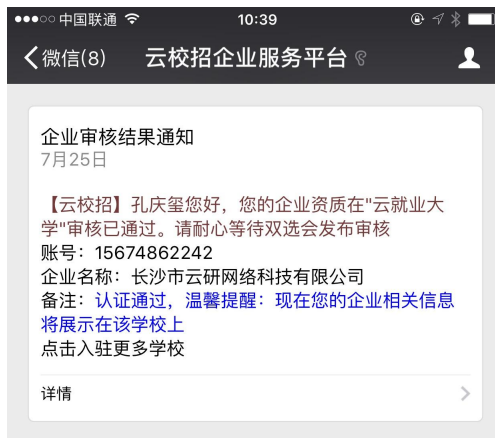 中国联通 10:39
微信(8) 云校招企业服务平台
企业审核结果通知
7月25日
【云校招】孔庆玺您好，您的企业资质在"云就业大
学"审核已通过。请耐心等待双选会发布审核
账号：15674862242
企业名称：长沙市云研网络科技有限公司
备注：认证通过，温馨提醒：现在您的企业相关信息
将展示在该学校上
点击入驻更多学校
详情